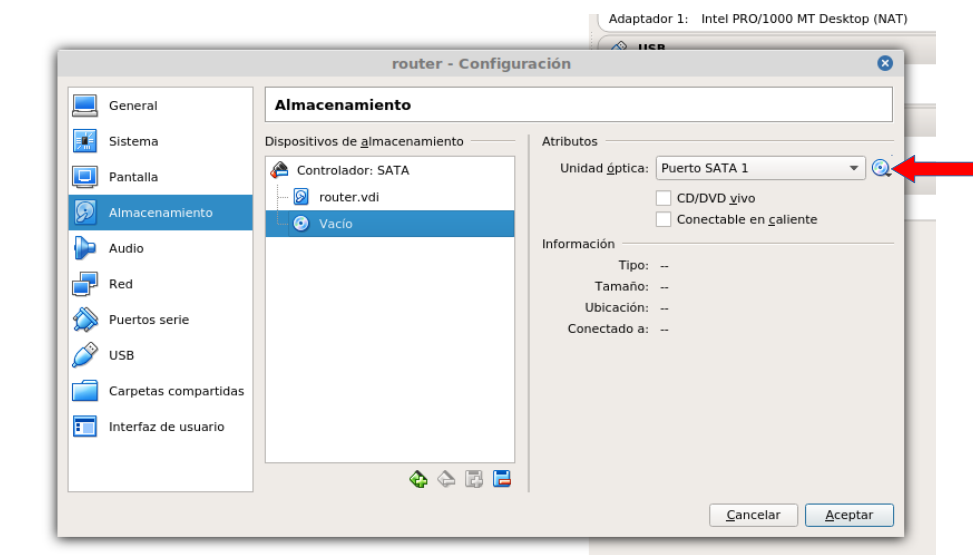 Adaptador 1: Intel PRO/1000 MT Desktop (NAT)
USB
router - Configuración
General
Sistema
Pantalla
Almacenamiento
Audio
Red
Puertos serie
USB
Carpetas compartidas
Interfaz de usuario
Almacenamiento
Dispositivos de almacenamiento
Controlador: SATA
router.vdi
Vacío
Atributos
Unidad óptica: Puerto SATA 1
CD/DVD vivo
Conectable en caliente
Información
Tipo: --
Tamaño: --
Ubicación: --
Conectado a: --
Cancelar Aceptar